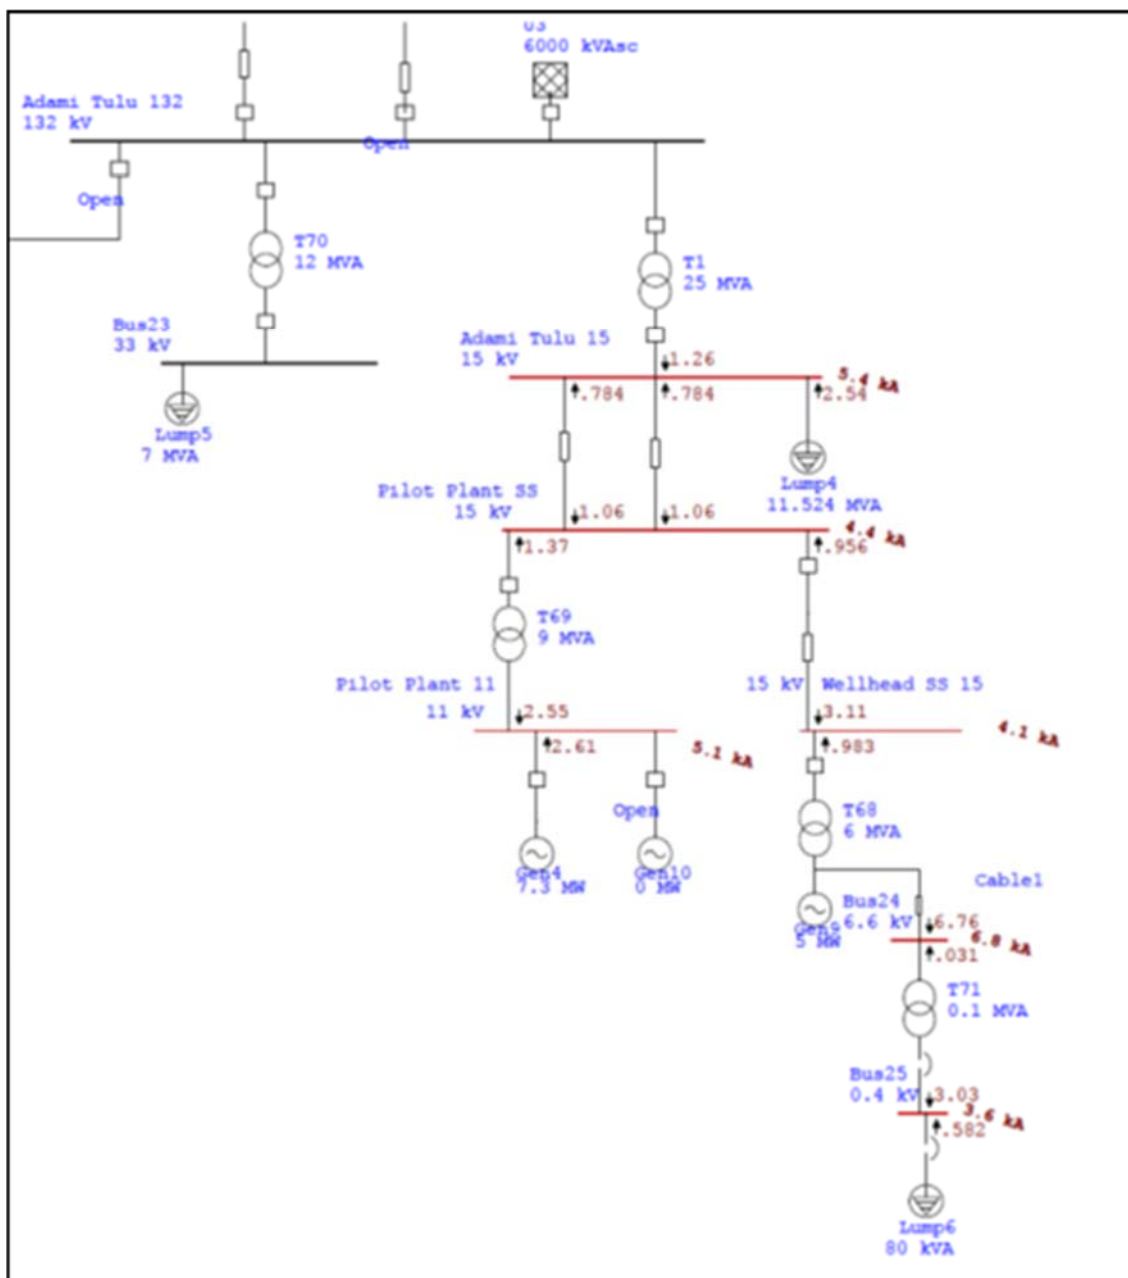 U3
6000 kVAsc
Adami Tulu 132
132 kV
Open
Open
T70
12 MVA
T1
25 MVA
Bus23
33 kV
Adami Tulu 15
15 kV
1.26
5.4 kA
.784
.784
2.54
Lump5
7 MVA
Lump4
11.524 MVA
Pilot Plant SS
15 kV
1.06
1.06
4.4 kA
1.37
.956
T69
9 MVA
Pilot Plant 11
11 kV
15 kV Wellhead SS 15
2.55
3.11
4.1 kA
2.61
5.1 kA
.983
Open
T68
6 MVA
Gen4
7.3 MW
Gen10
0 MW
Cable1
Bus24
6.6 kV
Gen9
5 MW
6.76
6.8 kA
.031
T71
0.1 MVA
Bus25
0.4 kV
3.03
3.6 kA
.582
Lump6
80 kVA